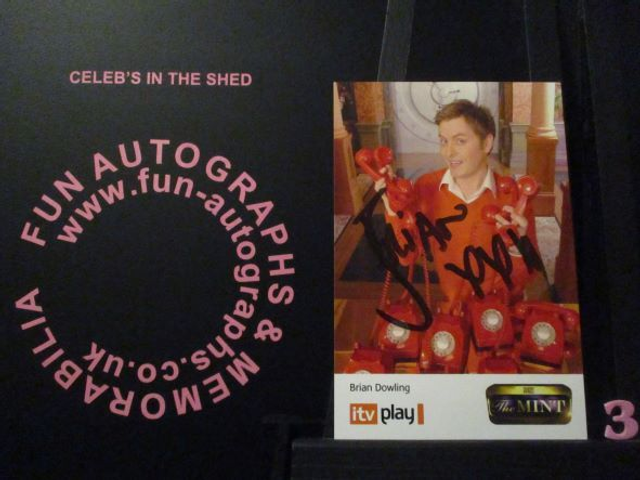 CELEB'S IN THE SHED
FUN AUTOGRAPHS & MEMORABILIA
www.fun-autographs.co.uk
Brian Dowling
itv play
The MINT
3